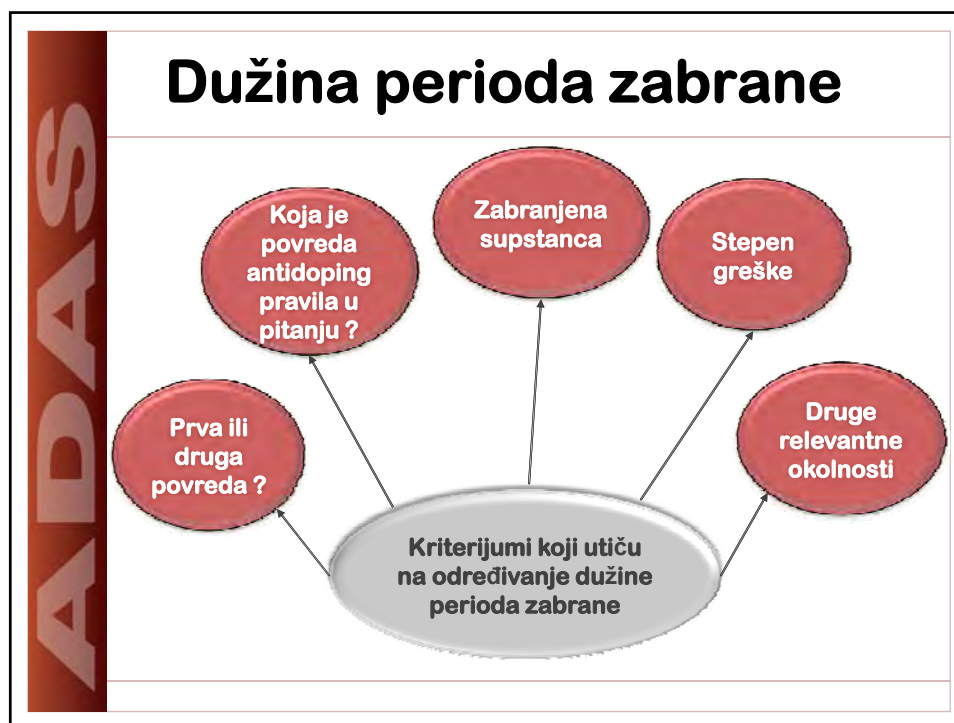 Dužina perioda zabrane
ADAS
Koja je
povreda
antidoping
pravila u
pitanju ?
Zabranjena
supstanca
Stepen
greške
Prva ili
druga
povreda ?
Druge
relevantne
okolnosti
Kriterijumi koji utiču
na određivanje dužine
perioda zabrane